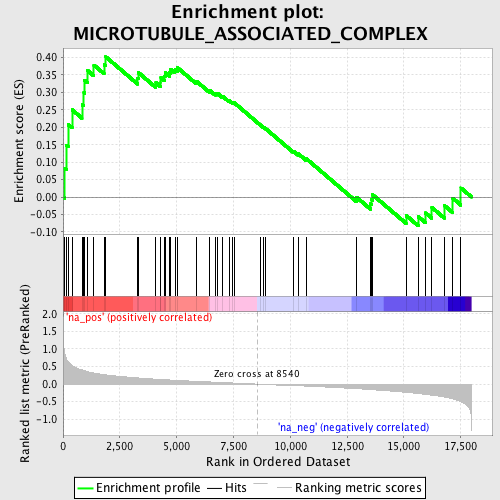 Enrichment plot:
MICROTUBULE_ASSOCIATED_COMPLEX
Enrichment score (ES)
0.40
0.35
0.30
0.25
0.20
0.15
0.10
0.05
0.00
-0.05
-0.10
'na_pos' (positively correlated)
Ranked list metric (PreRanked)
2.0
1.5
1.0
0.5
0.0
-0.5
-1.0
Zero cross at 8540
'na_neg' (negatively correlated)
0 2,500 5,000 7,500 10,000 12,500 15,000 17,500
Rank in Ordered Dataset
Enrichment profile Hits Ranking metric scores